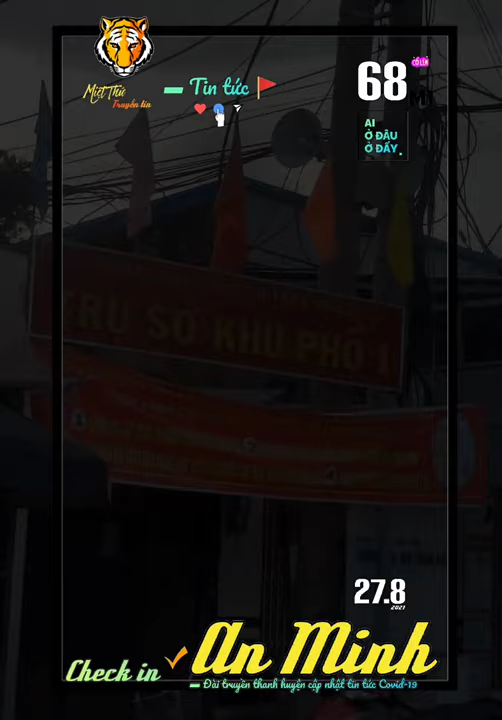 Miệt Thứ
Truyền tin
Tin tức
68
CỐ LÊN
AI
Ở ĐÂU
Ở ĐẤY.
TRỤ SỞ KHU PHỐ 1
27.8
2021
Check in An Minh
Đài truyền thanh huyện cập nhật tin tức Covid-19